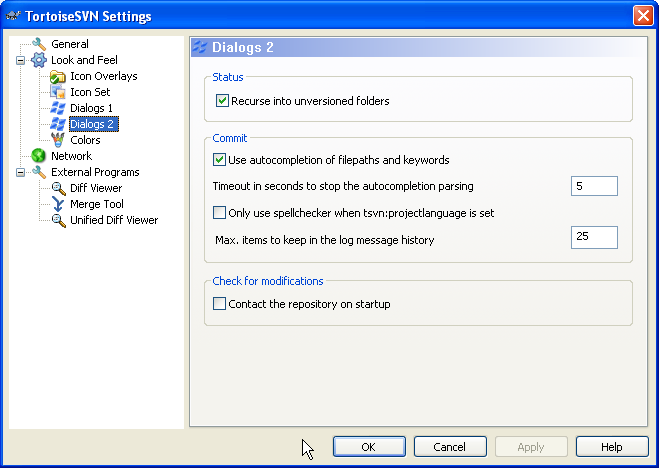 TortoiseSVN Settings
General
Look and Feel
Icon Overlays
Icon Set
Dialogs 1
Dialogs 2
Colors
Network
External Programs
Diff Viewer
Merge Tool
Unified Diff Viewer
Dialogs 2
Status
Recurse into unversioned folders
Commit
Use autocompletion of filepaths and keywords
Timeout in seconds to stop the autocompletion parsing 5
Only use spellchecker when tsvn:projectlanguage is set
Max. items to keep in the log message history 25
Check for modifications
Contact the repository on startup
OK Cancel Apply Help